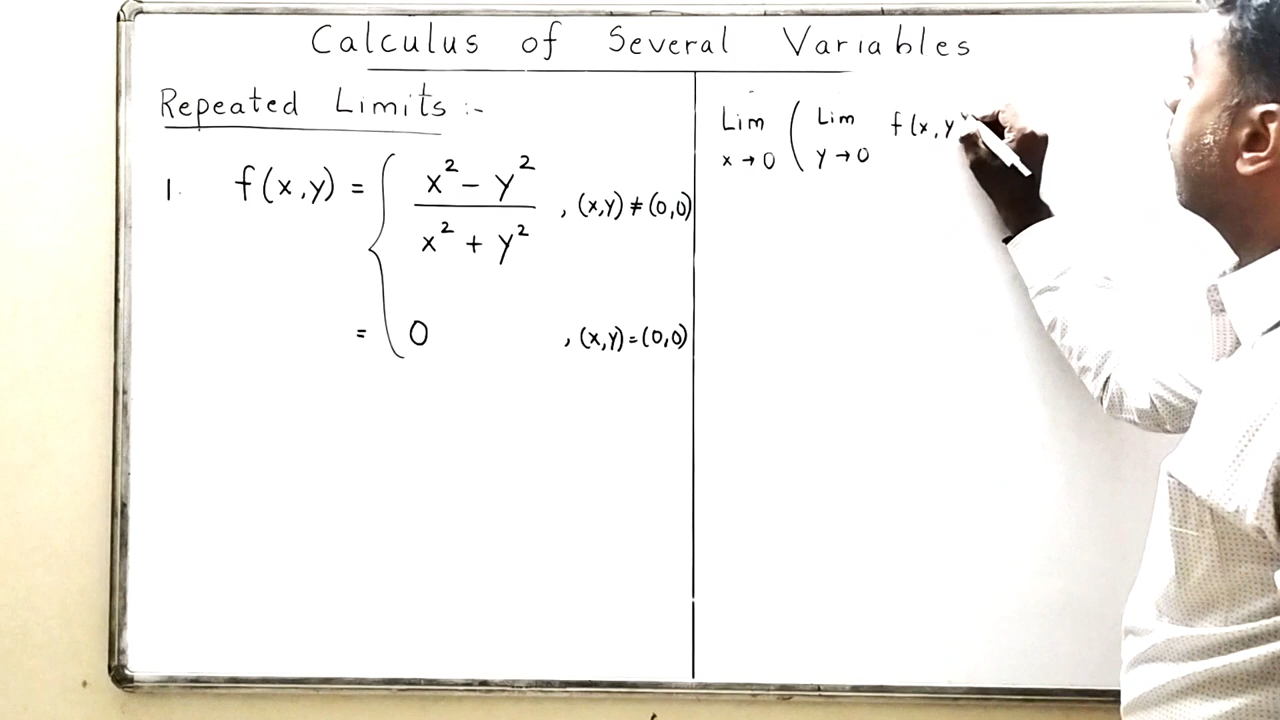 Calculus of Several Variables
Repeated Limits :-
1. f(x,y) = { x² - y² / x² + y² , (x,y) ≠ (0,0)
= 0 , (x,y) = (0,0)
Lim x→0 ( Lim y→0 f(x,y